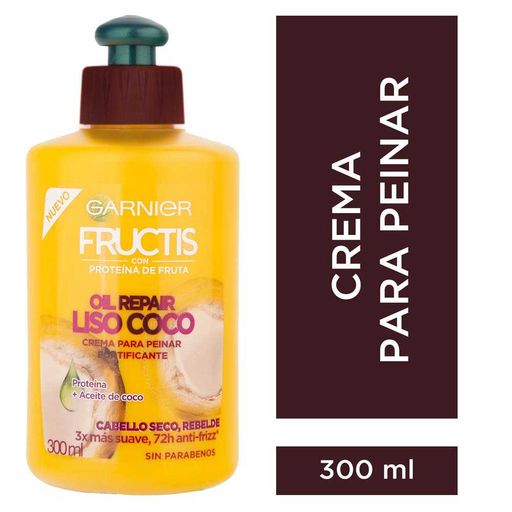 NUEVO
GARNIER
FRUCTIS
CON
PROTEÍNA DE FRUTA
OIL REPAIR
LISO COCO
CREMA PARA PEINAR
FORTIFICANTE
Proteína
+ Aceite de coco
CABELLO SECO, REBELDE
3x más suave, 72h anti-frizz*
300 ml
SIN PARABENOS
CREMA
PARA PEINAR
300 ml